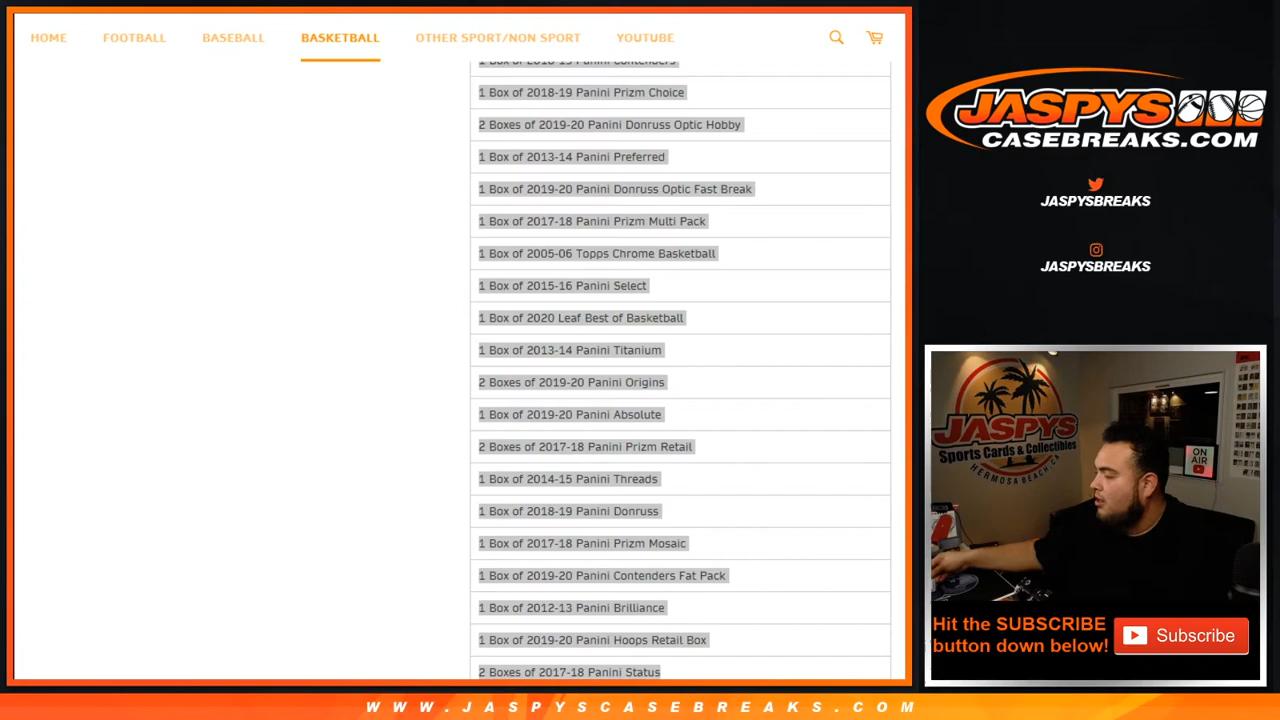 HOME FOOTBALL BASEBALL BASKETBALL OTHER SPORT/NON SPORT YOUTUBE
1 Box of 2018-19 Panini Contenders
1 Box of 2018-19 Panini Prizm Choice
2 Boxes of 2019-20 Panini Donruss Optic Hobby
1 Box of 2013-14 Panini Preferred
1 Box of 2019-20 Panini Donruss Optic Fast Break
1 Box of 2017-18 Panini Prizm Multi Pack
1 Box of 2005-06 Topps Chrome Basketball
1 Box of 2015-16 Panini Select
1 Box of 2020 Leaf Best of Basketball
1 Box of 2013-14 Panini Titanium
2 Boxes of 2019-20 Panini Origins
1 Box of 2019-20 Panini Absolute
2 Boxes of 2017-18 Panini Prizm Retail
1 Box of 2014-15 Panini Threads
1 Box of 2018-19 Panini Donruss
1 Box of 2017-18 Panini Prizm Mosaic
1 Box of 2019-20 Panini Contenders Fat Pack
1 Box of 2012-13 Panini Brilliance
1 Box of 2019-20 Panini Hoops Retail Box
2 Boxes of 2017-18 Panini Status
JASPYS
CASEBREAKS.COM
JASPYSBREAKS
JASPYSBREAKS
JASPYS
Sports Cards & Collectibles
HERMOSA BEACH, CA
ON
AIR
Hit the SUBSCRIBE
button down below!
Subscribe
WWW.JASPYSCASEBREAKS.COM